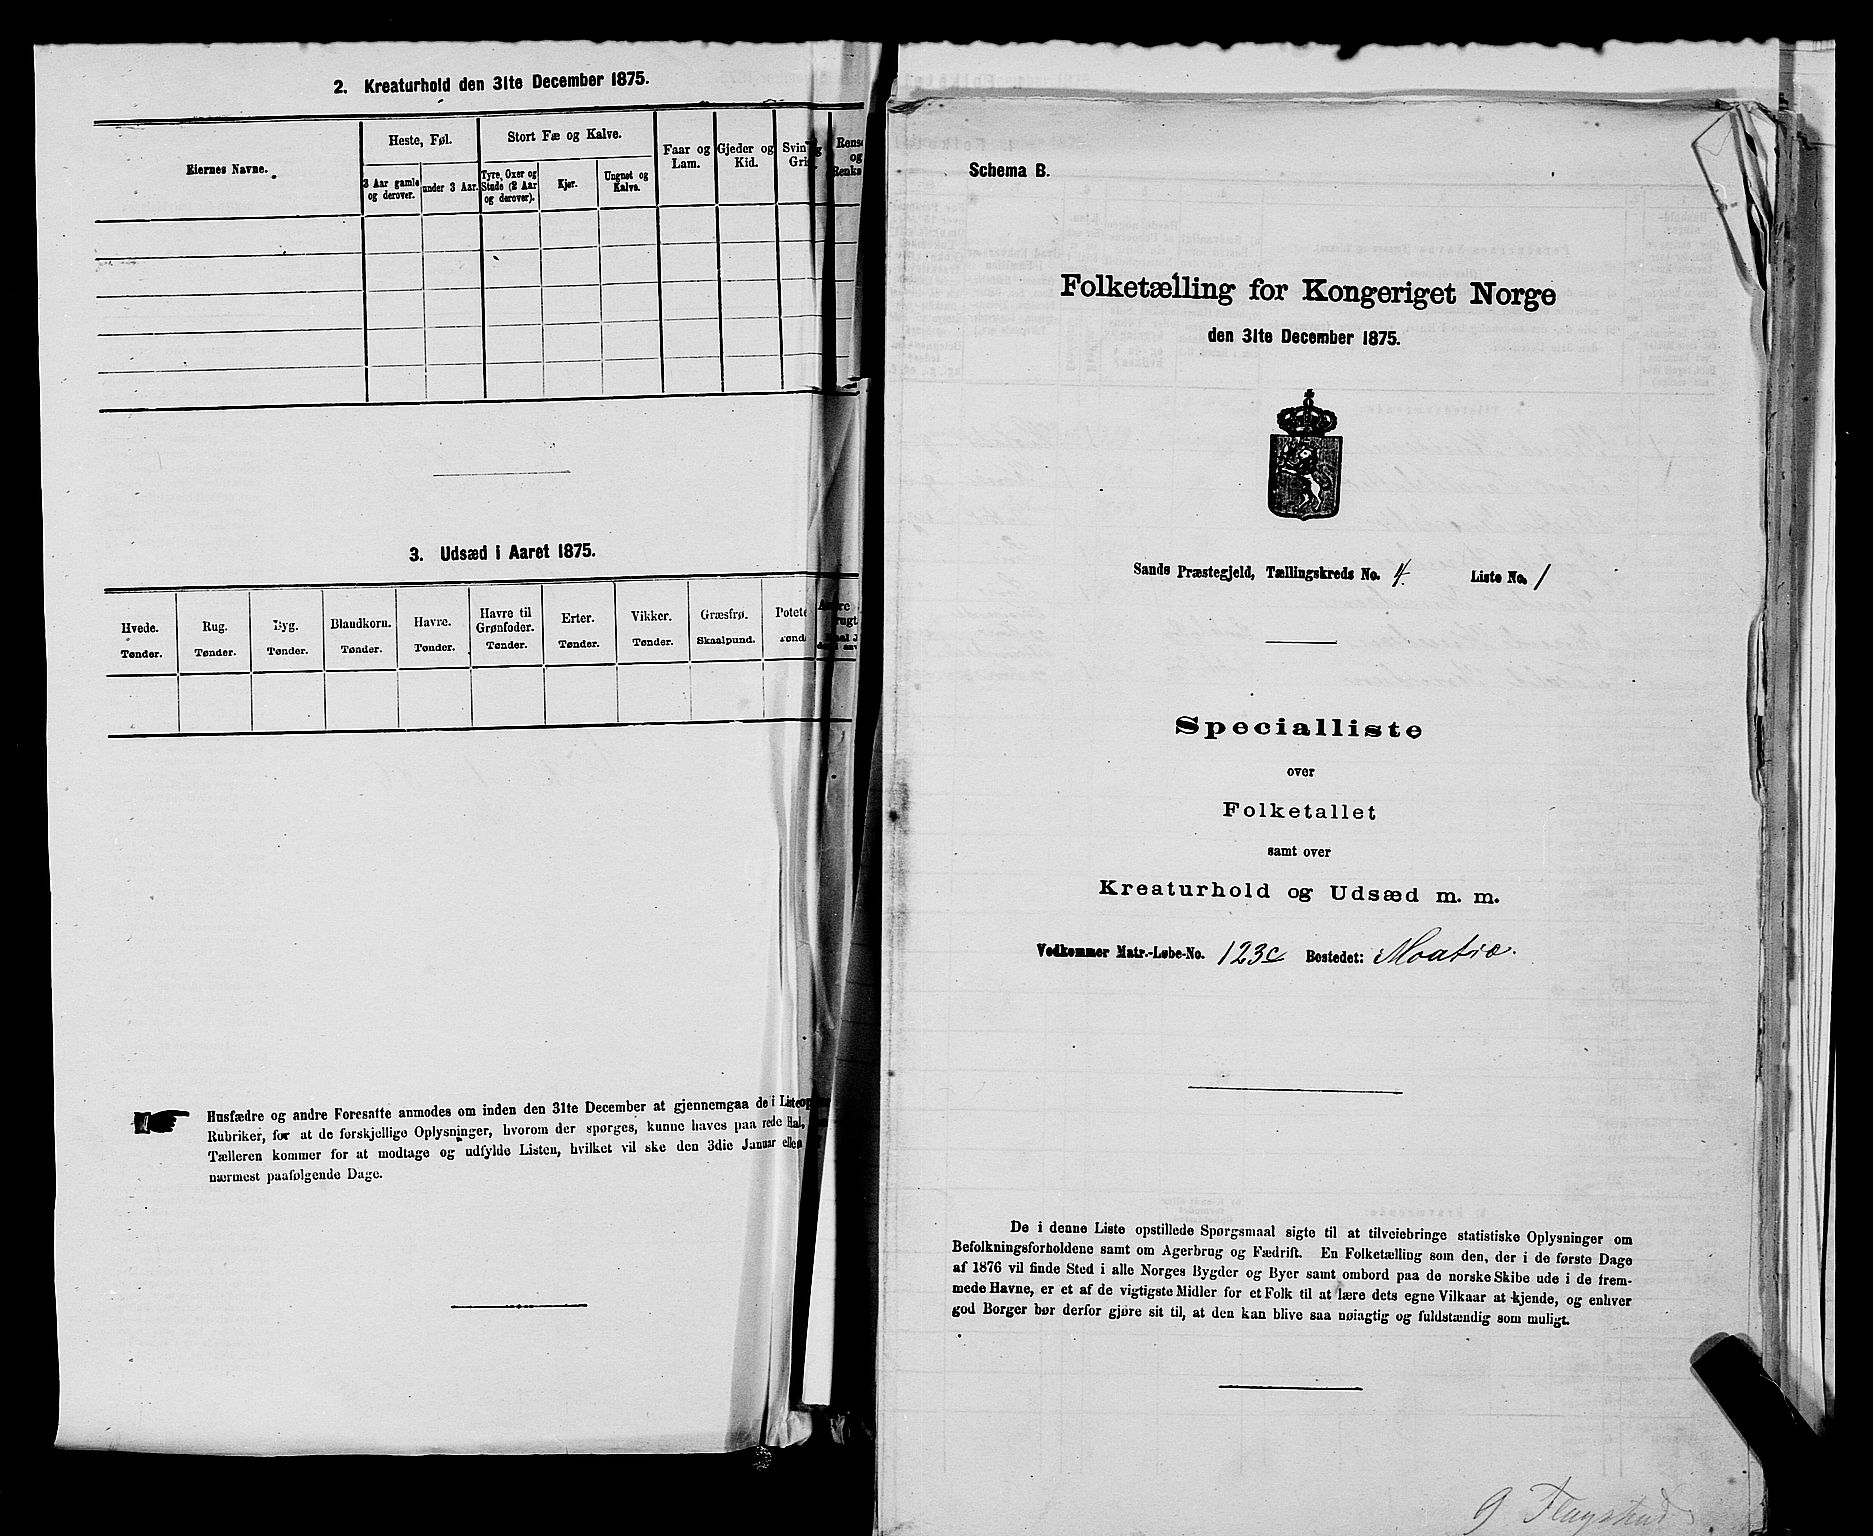 2. Kreaturhold den 31te December 1875.
Eiernes Navne.
Heste, Føl.
3 Aar gamle og derover.
under 3 Aar.
Stort Fæ og Kalve.
Tyre, Oxer og Stude (2 Aar og derover).
Kjør.
Ungnøt og Kalve.
Faar og Lam.
Gjeder og Kid.
3. Udsæd i Aaret 1875.
Hvede.
Tønder.
Rug.
Tønder.
Byg.
Tønder.
Blandkorn.
Tønder.
Havre.
Tønder.
Havre til Grønfoder.
Tønder.
Erter.
Tønder.
Vikker.
Tønder.
Græsfrø.
Skaalpund.
Husfædre og andre Foresatte anmodes om inden den 31te December at gjennemgaa de i
Rubriker, for at de forskjellige Oplysninger, hvorom der spørges, kunne haves paa rede
Tælleren kommer for at modtage og udfylde Listen, hvilket vil ske den 3die Januar
nærmest paafølgende Dage.
Schema B.
Folketælling for Kongeriget Norge
den 31te December 1875.
Sands Præstegjeld, Tællingskreds No. 4. Liste No. 1
Specialliste
over
Folketallet
samt over
Kreaturhold og Udsæd m. m.
Vedkommer Matr.-Løbe-No. 123c Bostedet: Moatio.
De i denne Liste opstillede Spørgsmaal sigte til at tilveiebringe statistiske Oplysninger om
Befolkningsforholdene samt om Agerbrug og Fædrift. En Folketælling som den, der i de første Dage
af 1876 vil finde Sted i alle Norges Bygder og Byer samt ombord paa de norske Skibe ude i de frem-
mede Havne, er et af de vigtigste Midler for et Folk til at lære dets egne Vilkaar at kjende, og enhver
god Borger bør derfor gjøre sit til, at den kan blive saa nøiagtig og fuldstændig som muligt.